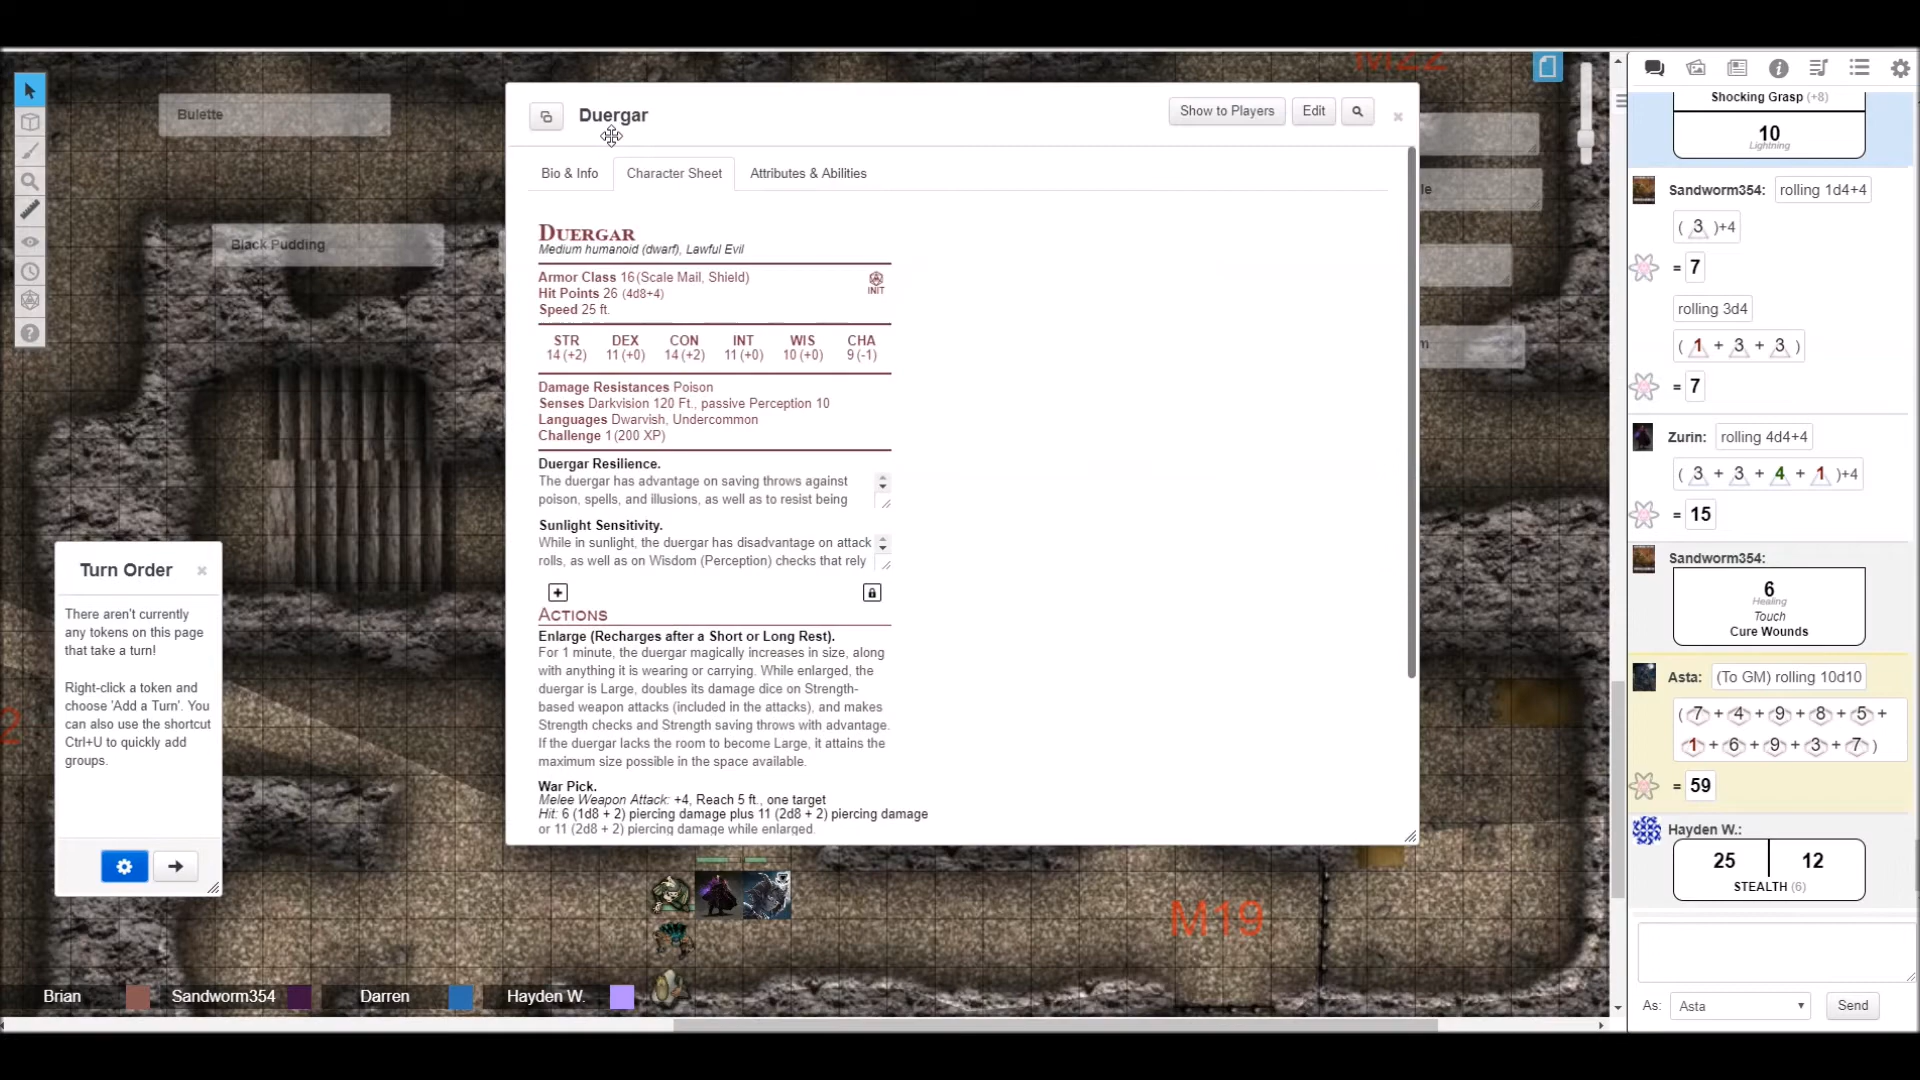 M22
Bulette
Black Pudding
Duergar
Show to Players
Edit
Bio & Info
Character Sheet
Attributes & Abilities
Duergar
Medium humanoid (dwarf), Lawful Evil
Armor Class 16 (Scale Mail, Shield)
Hit Points 26 (4d8+4)
Speed 25 ft.
INIT
STR DEX CON INT WIS CHA
14 (+2) 11 (+0) 14 (+2) 11 (+0) 10 (+0) 9 (-1)
Damage Resistances Poison
Senses Darkvision 120 Ft., passive Perception 10
Languages Dwarvish, Undercommon
Challenge 1 (200 XP)
Duergar Resilience.
The duergar has advantage on saving throws against
poison, spells, and illusions, as well as to resist being
Sunlight Sensitivity.
While in sunlight, the duergar has disadvantage on attack
rolls, as well as on Wisdom (Perception) checks that rely
Actions
Enlarge (Recharges after a Short or Long Rest).
For 1 minute, the duergar magically increases in size, along
with anything it is wearing or carrying. While enlarged, the
duergar is Large, doubles its damage dice on Strength-
based weapon attacks (included in the attacks), and makes
Strength checks and Strength saving throws with advantage.
If the duergar lacks the room to become Large, it attains the
maximum size possible in the space available.
War Pick.
Melee Weapon Attack: +4, Reach 5 ft., one target
Hit: 6 (1d8 + 2) piercing damage plus 11 (2d8 + 2) piercing damage
or 11 (2d8 + 2) piercing damage while enlarged.
Turn Order
There aren't currently
any tokens on this page
that take a turn!
Right-click a token and
choose 'Add a Turn'. You
can also use the shortcut
Ctrl+U to quickly add
groups.
2
M19
Brian
Sandworm354
Darren
Hayden W.
Shocking Grasp (+8)
10
Lightning
Sandworm354: rolling 1d4+4
( 3 )+4
= 7
rolling 3d4
( 1 + 3 + 3 )
= 7
Zurin: rolling 4d4+4
( 3 + 3 + 4 + 1 )+4
= 15
Sandworm354:
6
Healing
Touch
Cure Wounds
Asta: (To GM) rolling 10d10
( 7 + 4 + 9 + 8 + 5 +
1 + 6 + 9 + 3 + 7 )
= 59
Hayden W.:
25 12
STEALTH (6)
As: Asta
Send